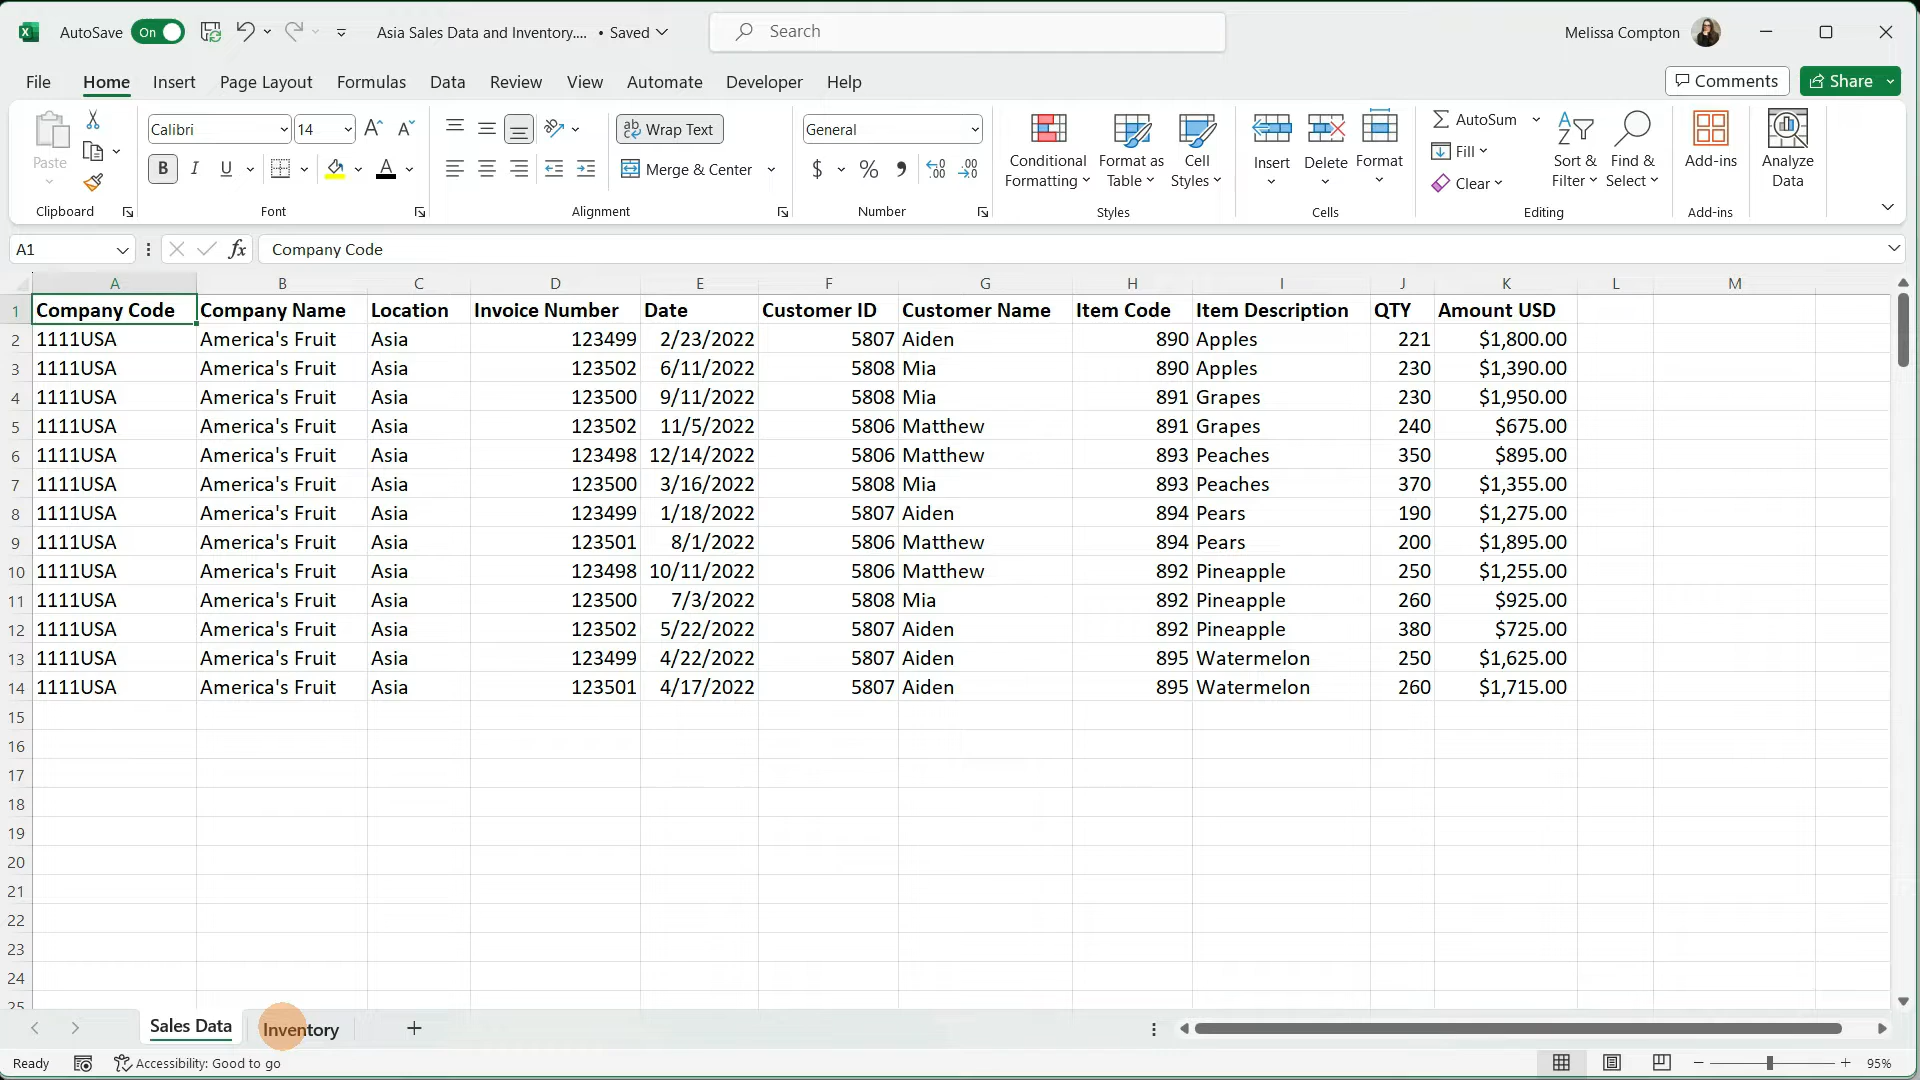 AutoSave On Asia Sales Data and Inventory.... • Saved Search Melissa Compton
File Home Insert Page Layout Formulas Data Review View Automate Developer Help Comments Share
Paste Calibri 14 Wrap Text General Conditional Formatting Format as Table Cell Styles Insert Delete Format AutoSum Fill Clear Sort & Filter Find & Select Add-ins Analyze Data
B I U Merge & Center $ % 9 .00
Clipboard Font Alignment Number Styles Cells Editing Add-ins
A1 fx Company Code
A B C D E F G H I J K L M
1 Company Code Company Name Location Invoice Number Date Customer ID Customer Name Item Code Item Description QTY Amount USD
2 1111USA America's Fruit Asia 123499 2/23/2022 5807 Aiden 890 Apples 221 $1,800.00
3 1111USA America's Fruit Asia 123502 6/11/2022 5808 Mia 890 Apples 230 $1,390.00
4 1111USA America's Fruit Asia 123500 9/11/2022 5808 Mia 891 Grapes 230 $1,950.00
5 1111USA America's Fruit Asia 123502 11/5/2022 5806 Matthew 891 Grapes 240 $675.00
6 1111USA America's Fruit Asia 123498 12/14/2022 5806 Matthew 893 Peaches 350 $895.00
7 1111USA America's Fruit Asia 123500 3/16/2022 5808 Mia 893 Peaches 370 $1,355.00
8 1111USA America's Fruit Asia 123499 1/18/2022 5807 Aiden 894 Pears 190 $1,275.00
9 1111USA America's Fruit Asia 123501 8/1/2022 5806 Matthew 894 Pears 200 $1,895.00
10 1111USA America's Fruit Asia 123498 10/11/2022 5806 Matthew 892 Pineapple 250 $1,255.00
11 1111USA America's Fruit Asia 123500 7/3/2022 5808 Mia 892 Pineapple 260 $925.00
12 1111USA America's Fruit Asia 123502 5/22/2022 5807 Aiden 892 Pineapple 380 $725.00
13 1111USA America's Fruit Asia 123499 4/22/2022 5807 Aiden 895 Watermelon 250 $1,625.00
14 1111USA America's Fruit Asia 123501 4/17/2022 5807 Aiden 895 Watermelon 260 $1,715.00
15
16
17
18
19
20
21
22
23
24
25
Sales Data Inventory +
Ready Accessibility: Good to go 95%